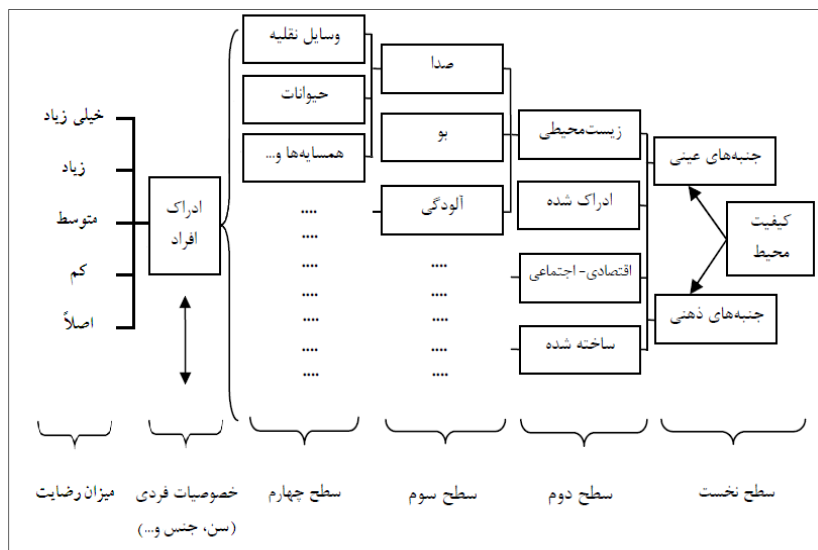 کیفیت
محیط
جنبه‌های عینی
جنبه‌های ذهنی
زیست‌محیطی
ادراک شده
اقتصادی- اجتماعی
ساخته شده
صدا
بو
آلودگی
....
....
....
....
....
وسایل نقلیه
حیوانات
همسایه‌ها و...
....
....
....
....
....
....
....
ادراک
افراد
خیلی زیاد
زیاد
متوسط
کم
اصلاً
سطح نخست
سطح دوم
سطح سوم
سطح چهارم
خصوصیات فردی
(سن، جنس و...)
میزان رضایت